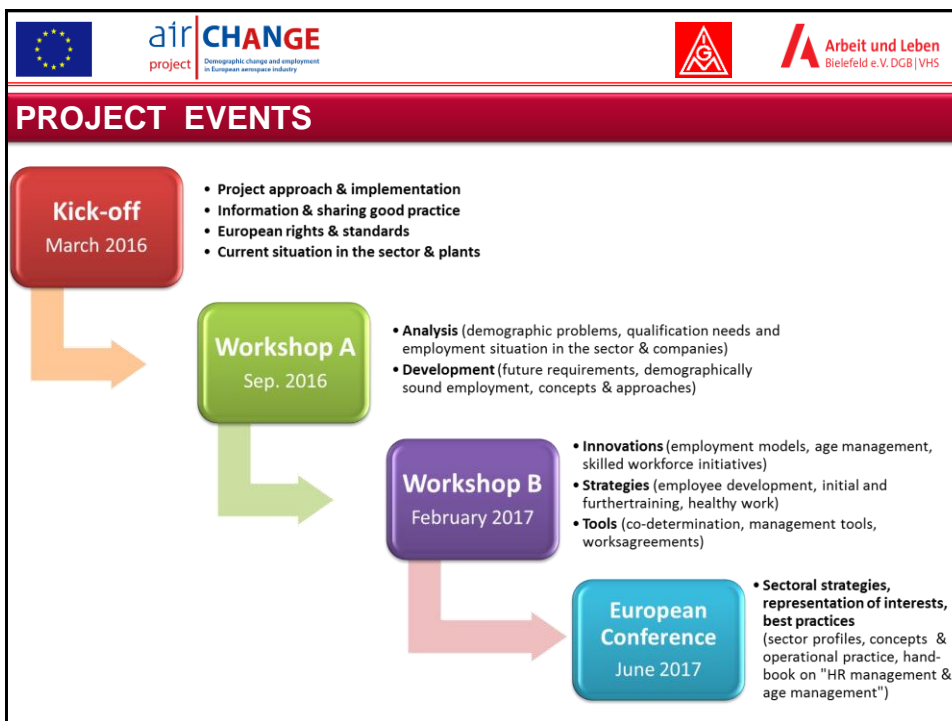 air CHANGE
project Demographic change and employment
in European aerospace industry
IGM
Arbeit und Leben
Bielefeld e.V. DGB|VHS
PROJECT EVENTS
Kick-off
March 2016
• Project approach & implementation
• Information & sharing good practice
• European rights & standards
• Current situation in the sector & plants
Workshop A
Sep. 2016
• Analysis (demographic problems, qualification needs and
employment situation in the sector & companies)
• Development (future requirements, demographically
sound employment, concepts & approaches)
Workshop B
February 2017
• Innovations (employment models, age management,
skilled workforce initiatives)
• Strategies (employee development, initial and
furthertraining, healthy work)
• Tools (co-determination, management tools,
worksagreements)
European
Conference
June 2017
• Sectoral strategies,
representation of interests,
best practices
(sector profiles, concepts &
operational practice, hand-
book on "HR management &
age management")